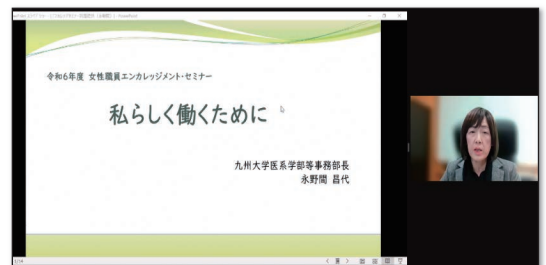 令和6年度 女性職員エンカレッジメント・セミナー
私らしく働くために
九州大学医系学部等事務部長
永野間 昌代
1/14